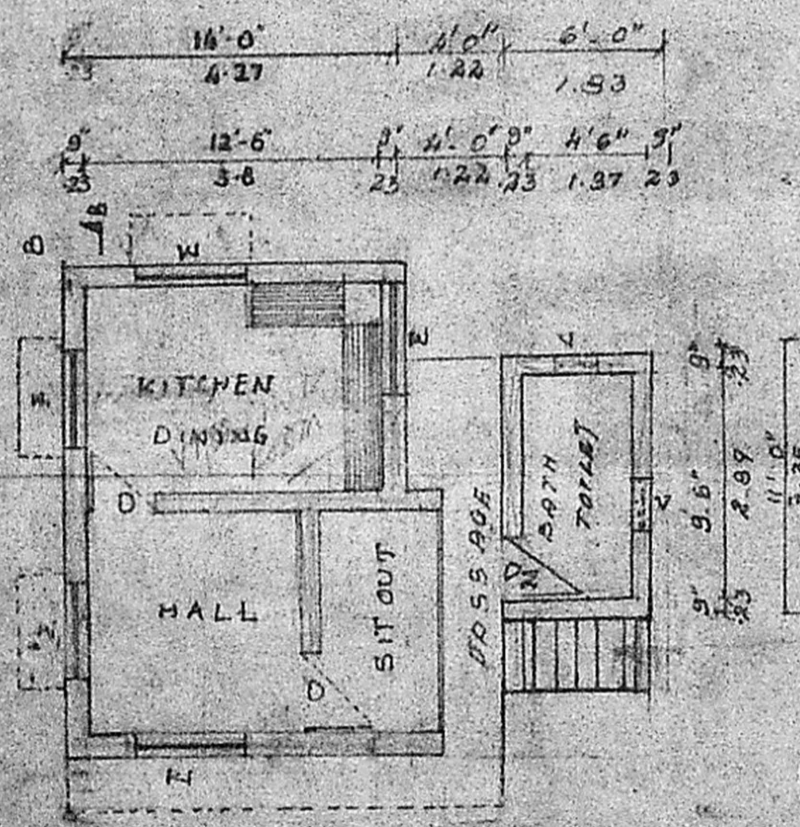 14'-0" 4'0" 6'-0"
4.27 1.22 1.83
9" 12'-6" 9" 4'-0" 9" 4'6" 9"
.23 3.8 .23 1.22 .23 1.37 .23
B B
W
W
V
W
KITCHEN
DINING
D
BATH
TOILET
V
9"
.23
9'.6"
2.89
11'-0"
9"
.23
PASSAGE
D
HALL
SIT OUT
W
D
W